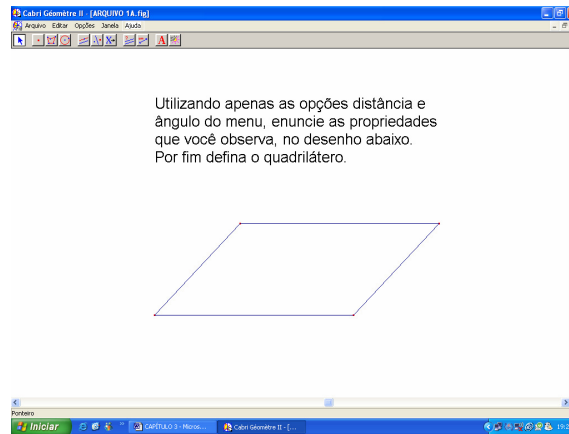 Cabri Géomètre II - [ARQUIVO 1A.fig]
Arquivo Editar Opções Janela Ajuda
A
Utilizando apenas as opções distância e
ângulo do menu, enuncie as propriedades
que você observa, no desenho abaixo.
Por fim defina o quadrilátero.
Ponteiro
Iniciar
CAPÍTULO 3 - Micros...
Cabri Géomètre II - [...
19:2